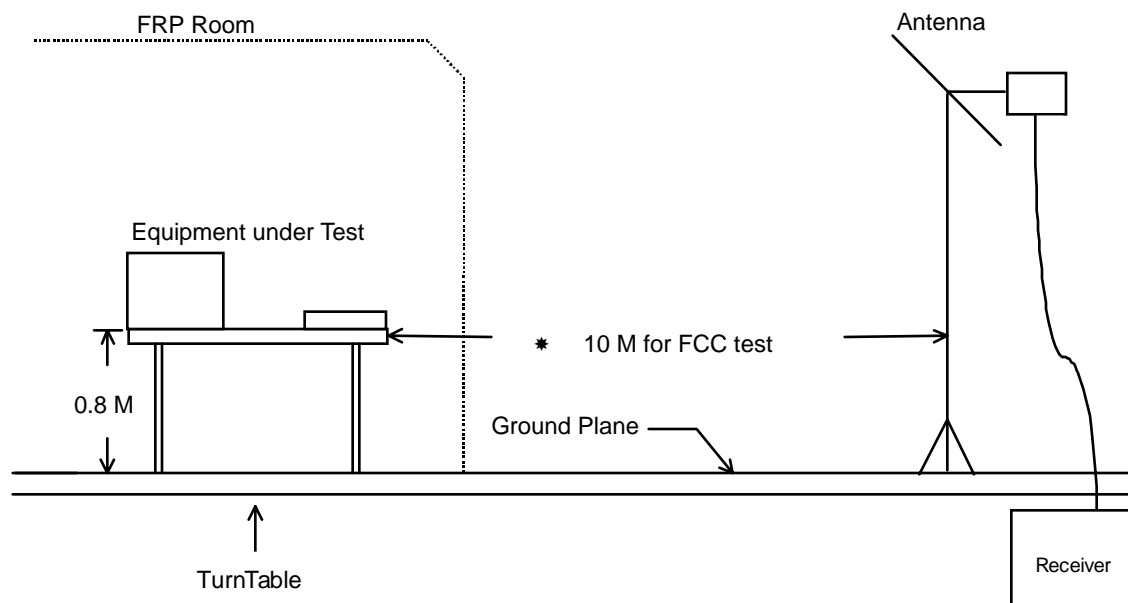 FRP Room
Antenna
Equipment under Test
10 M for FCC test
0.8 M
Ground Plane
TurnTable
Receiver